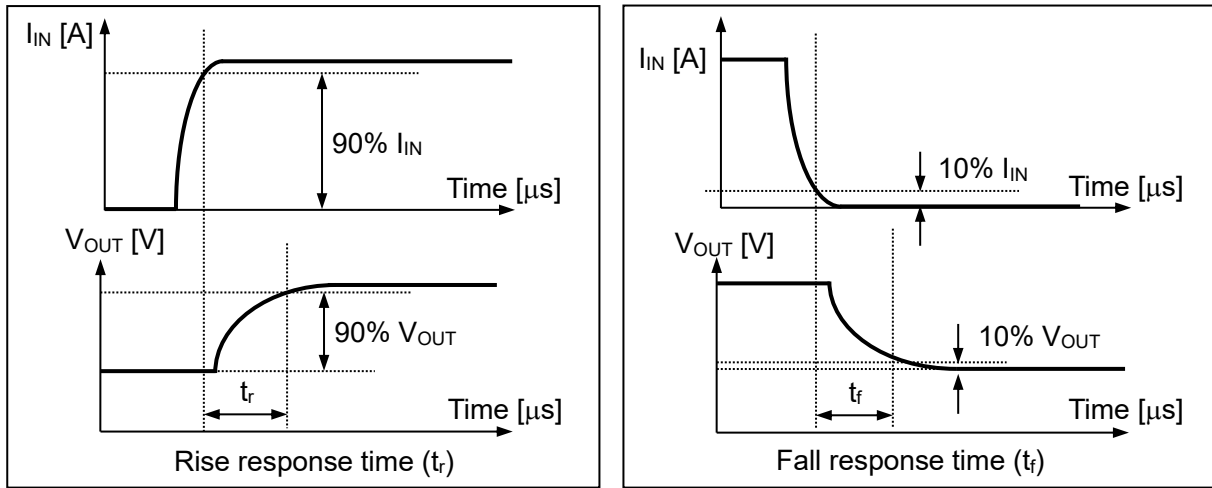 I_IN [A]
90% I_IN
Time [μs]
V_OUT [V]
90% V_OUT
t_r
Time [μs]
Rise response time (t_r)
I_IN [A]
10% I_IN
Time [μs]
V_OUT [V]
10% V_OUT
t_f
Time [μs]
Fall response time (t_f)